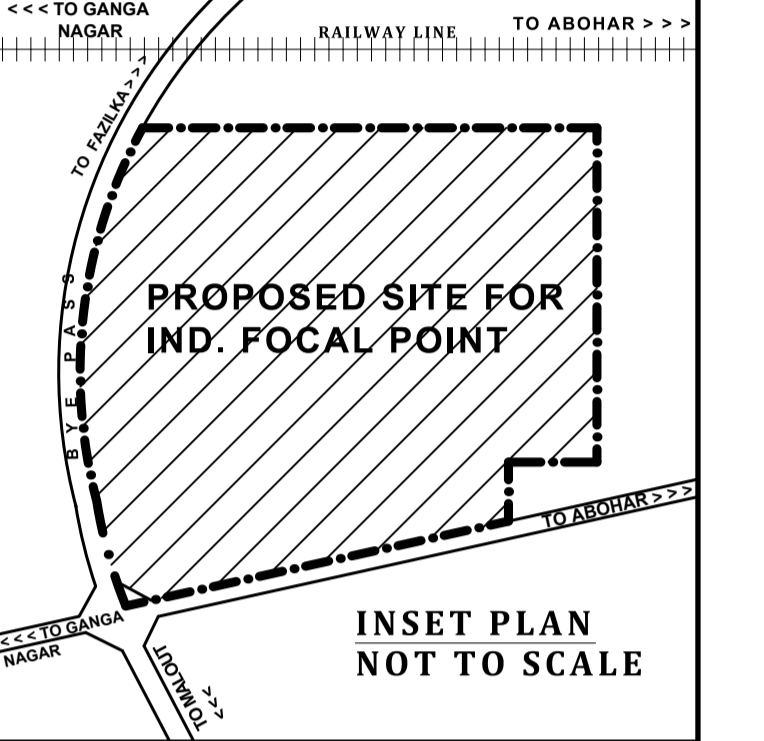 <<< TO GANGA
NAGAR
RAILWAY LINE
TO ABOHAR >>>
TO FAZILKA >>>
BYE PASS
PROPOSED SITE FOR
IND. FOCAL POINT
TO ABOHAR >>>
<<< TO GANGA
NAGAR
TO MALOUT
<<<
INSET PLAN
NOT TO SCALE